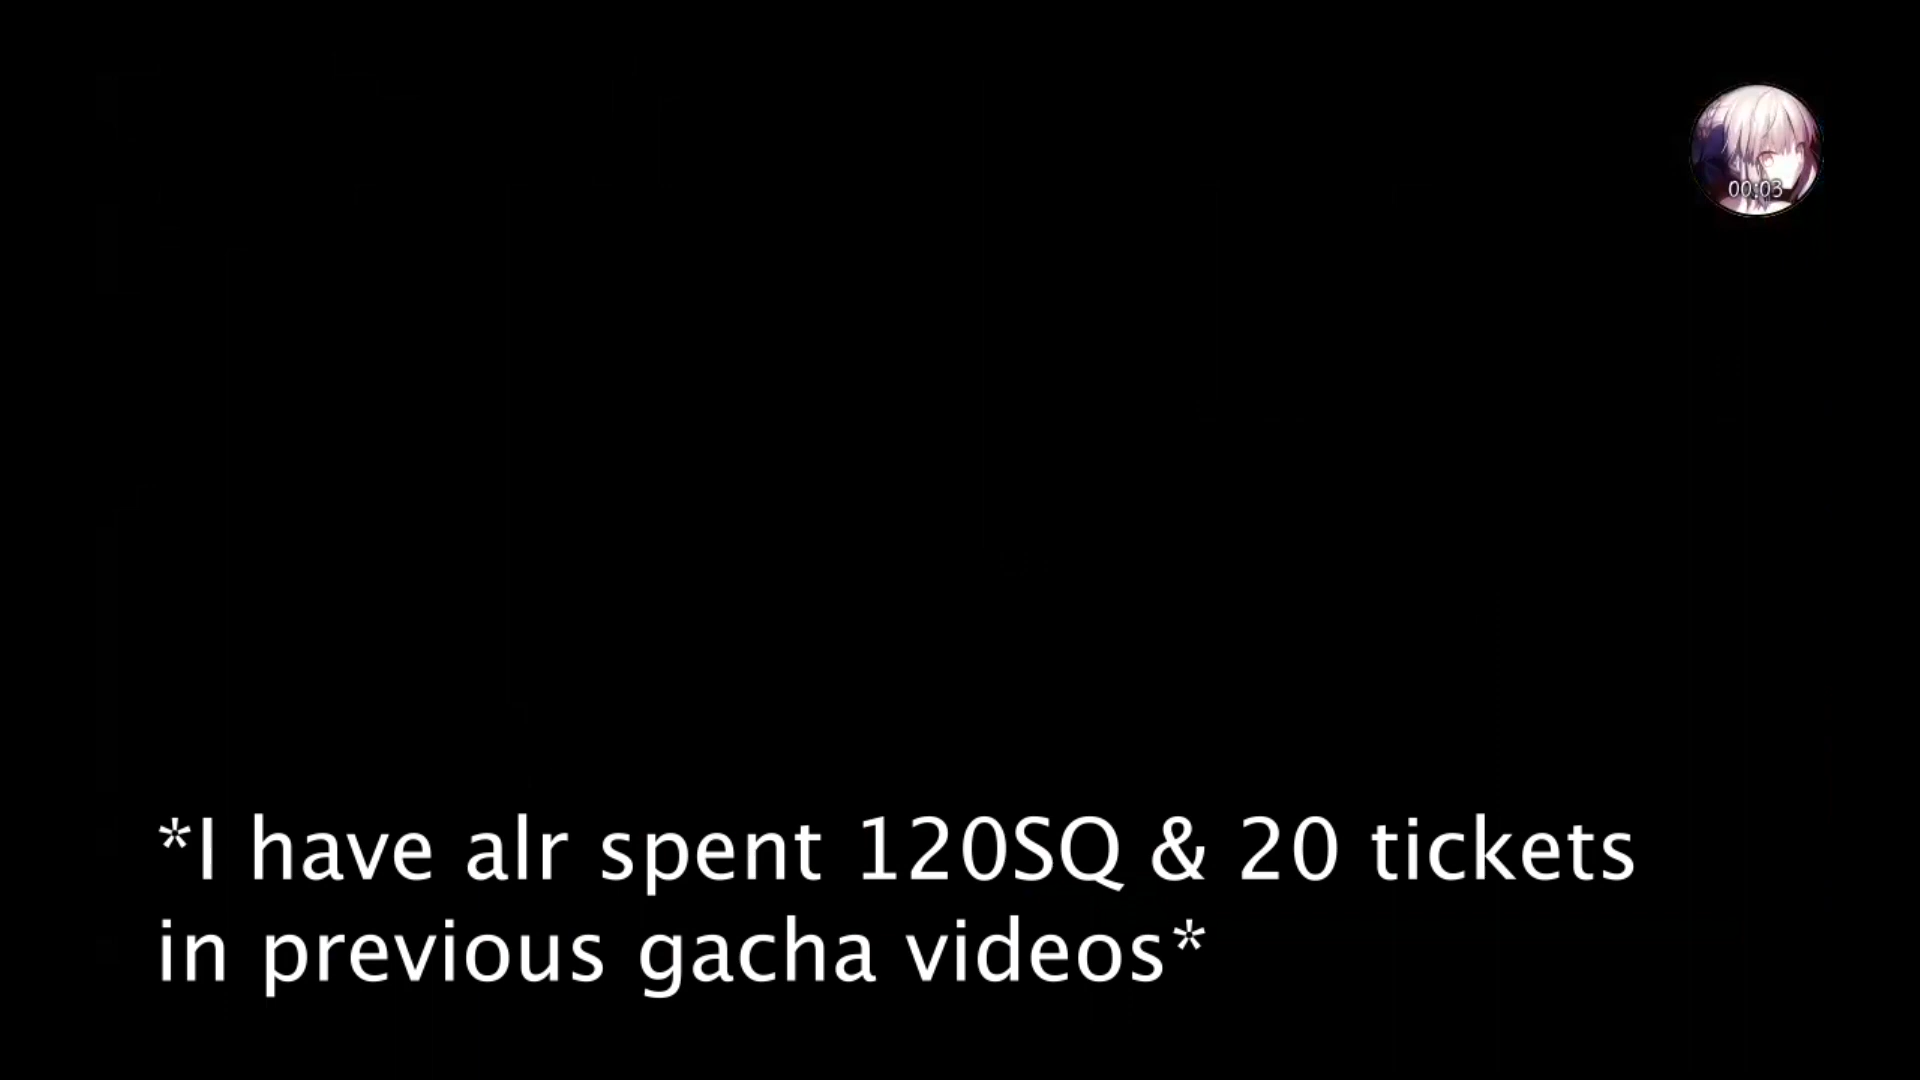 00:03
*I have alr spent 120SQ & 20 tickets
in previous gacha videos*